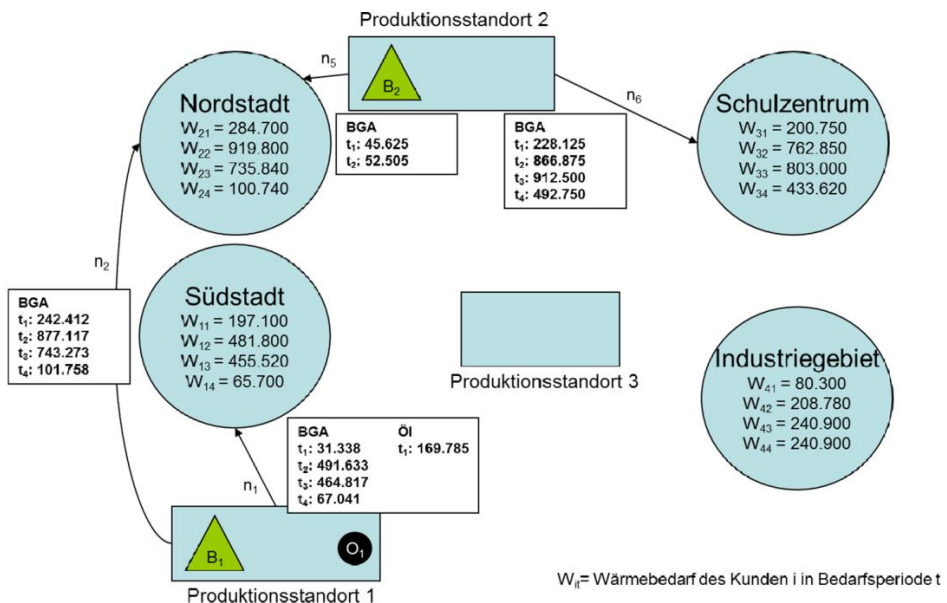 Produktionsstandort 2
n₅
B₂
n₆
Nordstadt
W₂₁ = 284.700
W₂₂ = 919.800
W₂₃ = 735.840
W₂₄ = 100.740
BGA
t₁: 45.625
t₂: 52.505
BGA
t₁: 228.125
t₂: 866.875
t₃: 912.500
t₄: 492.750
Schulzentrum
W₃₁ = 200.750
W₃₂ = 762.850
W₃₃ = 803.000
W₃₄ = 433.620
n₂
BGA
t₁: 242.412
t₂: 877.117
t₃: 743.273
t₄: 101.758
Südstadt
W₁₁ = 197.100
W₁₂ = 481.800
W₁₃ = 455.520
W₁₄ = 65.700
Produktionsstandort 3
Industriegebiet
W₄₁ = 80.300
W₄₂ = 208.780
W₄₃ = 240.900
W₄₄ = 240.900
BGA Öl
t₁: 31.338 t₁: 169.785
t₂: 491.633
t₃: 464.817
t₄: 67.041
n₁
B₁
O₁
Produktionsstandort 1
Wᵢₜ= Wärmebedarf des Kunden i in Bedarfsperiode t